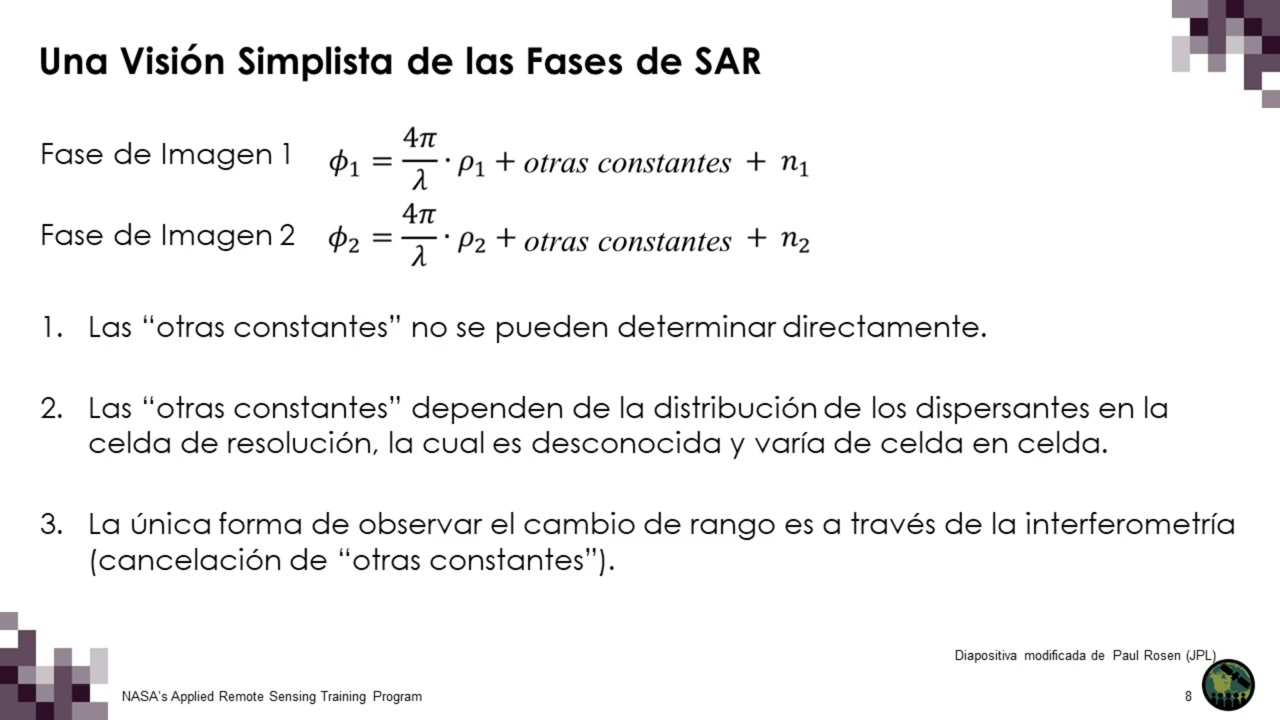 Una Visión Simplista de las Fases de SAR
Fase de Imagen 1 ϕ₁ = 4π/λ · ρ₁ + otras constantes + n₁
Fase de Imagen 2 ϕ₂ = 4π/λ · ρ₂ + otras constantes + n₂
1. Las “otras constantes” no se pueden determinar directamente.
2. Las “otras constantes” dependen de la distribución de los dispersantes en la
celda de resolución, la cual es desconocida y varía de celda en celda.
3. La única forma de observar el cambio de rango es a través de la interferometría
(cancelación de “otras constantes”).
Diapositiva modificada de Paul Rosen (JPL)
NASA’s Applied Remote Sensing Training Program
8